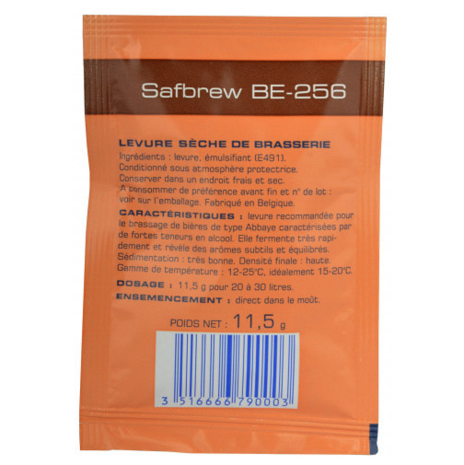 Safbrew BE-256
LEVURE SÈCHE DE BRASSERIE
Ingrédients : levure, émulsifiant (E491).
Conditionné sous atmosphère protectrice.
Conserver dans un endroit frais et sec.
A consommer de préférence avant fin et n° de lot :
voir sur l'emballage. Fabriqué en Belgique.
CARACTÉRISTIQUES : levure recommandée pour
le brassage de bières de type Abbaye caractérisées par
de fortes teneurs en alcool. Elle fermente très rapi-
dement et révèle des arômes subtils et équilibrés.
Sédimentation : très bonne. Densité finale : haute.
Gamme de température : 12-25°C, idéalement 15-20°C.
DOSAGE : 11,5 g pour 20 à 30 litres.
ENSEMENCEMENT : direct dans le moût.
POIDS NET : 11,5 g
3 516666 790003